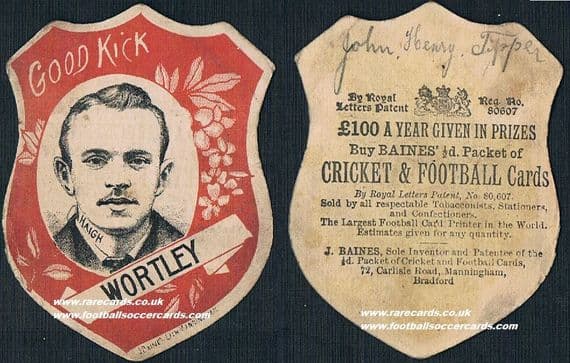 GOOD KICK
HAIGH
WORTLEY
www.rarecards.co.uk
www.footballsoccercards.com
John Henry Tipper
By Royal
Letters Patent
Reg. No.
80607
£100 A YEAR GIVEN IN PRIZES
Buy BAINES' ½d. Packet of
CRICKET & FOOTBALL Cards
By Royal Letters Patent, No. 80,607.
Sold by all respectable Tobacconists, Stationers,
and Confectioners.
The Largest Football Card Printer in the World.
Estimates given for any quantity.
J. BAINES, Sole Inventor and Patentee of the
½d. Packet of Cricket and Football Cards,
72, Carlisle Road, Manningham,
Bradford
www.rarecards.co.uk
www.footballsoccercards.com